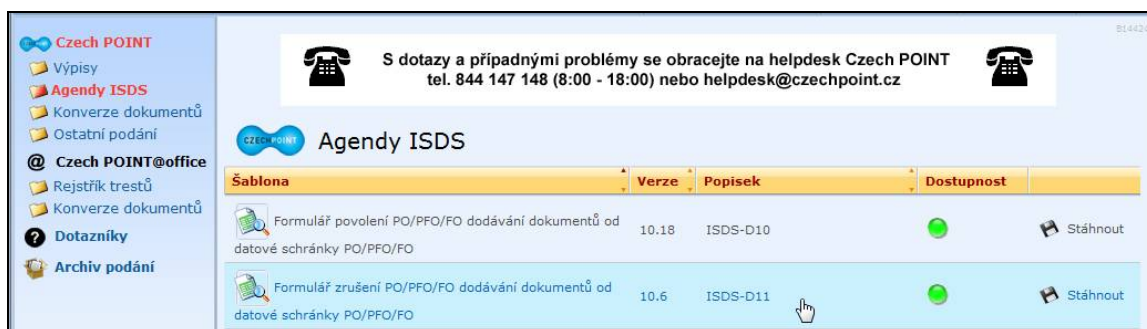 Czech POINT
Výpisy
Agendy ISDS
Konverze dokumentů
Ostatní podání
@ Czech POINT@office
Rejstřík trestů
Konverze dokumentů
? Dotazníky
Archiv podání
S dotazy a případnými problémy se obracejte na helpdesk Czech POINT
tel. 844 147 148 (8:00 - 18:00) nebo helpdesk@czechpoint.cz
CZECHPOINT
Agendy ISDS
Šablona Verze Popisek Dostupnost
Formulář povolení PO/PFO/FO dodávání dokumentů od
datové schránky PO/PFO/FO
10.18 ISDS-D10 Stáhnout
Formulář zrušení PO/PFO/FO dodávání dokumentů od
datové schránky PO/PFO/FO
10.6 ISDS-D11 Stáhnout